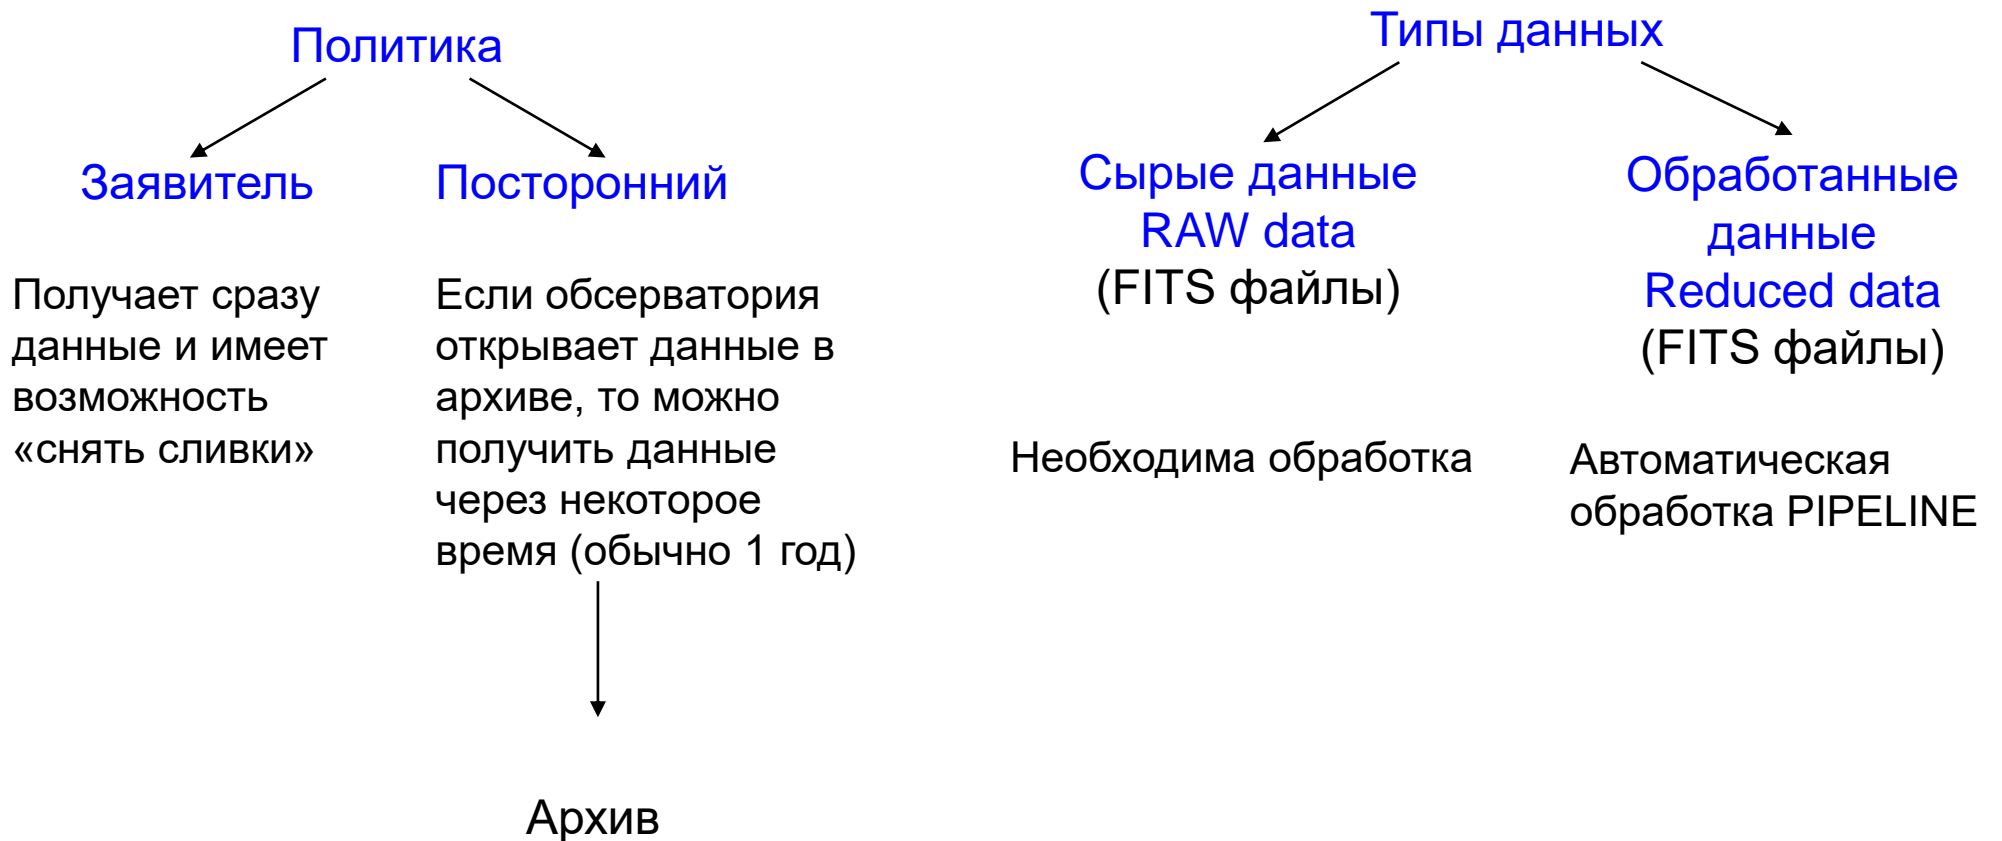 Политика
Заявитель
Получает сразу
данные и имеет
возможность
«снять сливки»
Посторонний
Если обсерватория
открывает данные в
архиве, то можно
получить данные
через некоторое
время (обычно 1 год)
Архив
Типы данных
Сырые данные
RAW data
(FITS файлы)
Необходима обработка
Обработанные
данные
Reduced data
(FITS файлы)
Автоматическая
обработка PIPELINE